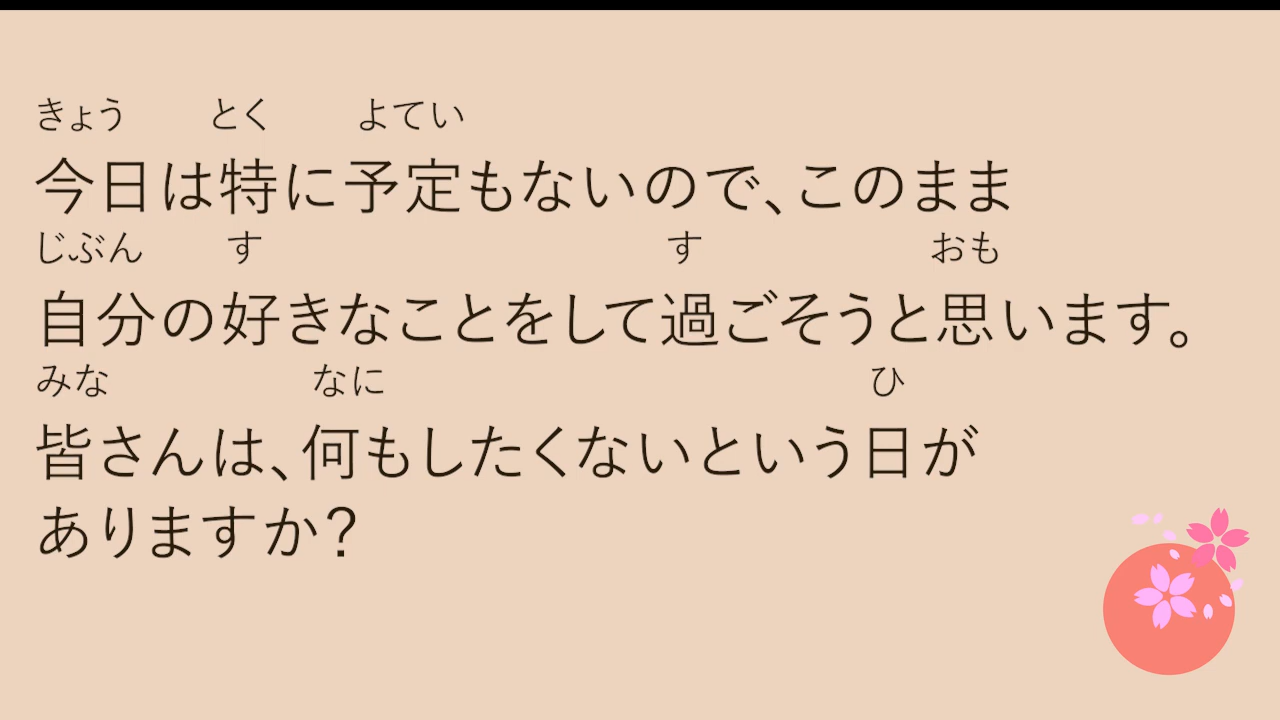 きょう とく よてい
今日は特に予定もないので、このまま
じぶん す す おも
自分の好きなことをして過ごそうと思います。
みな なに ひ
皆さんは、何もしたくないという日が
ありますか？